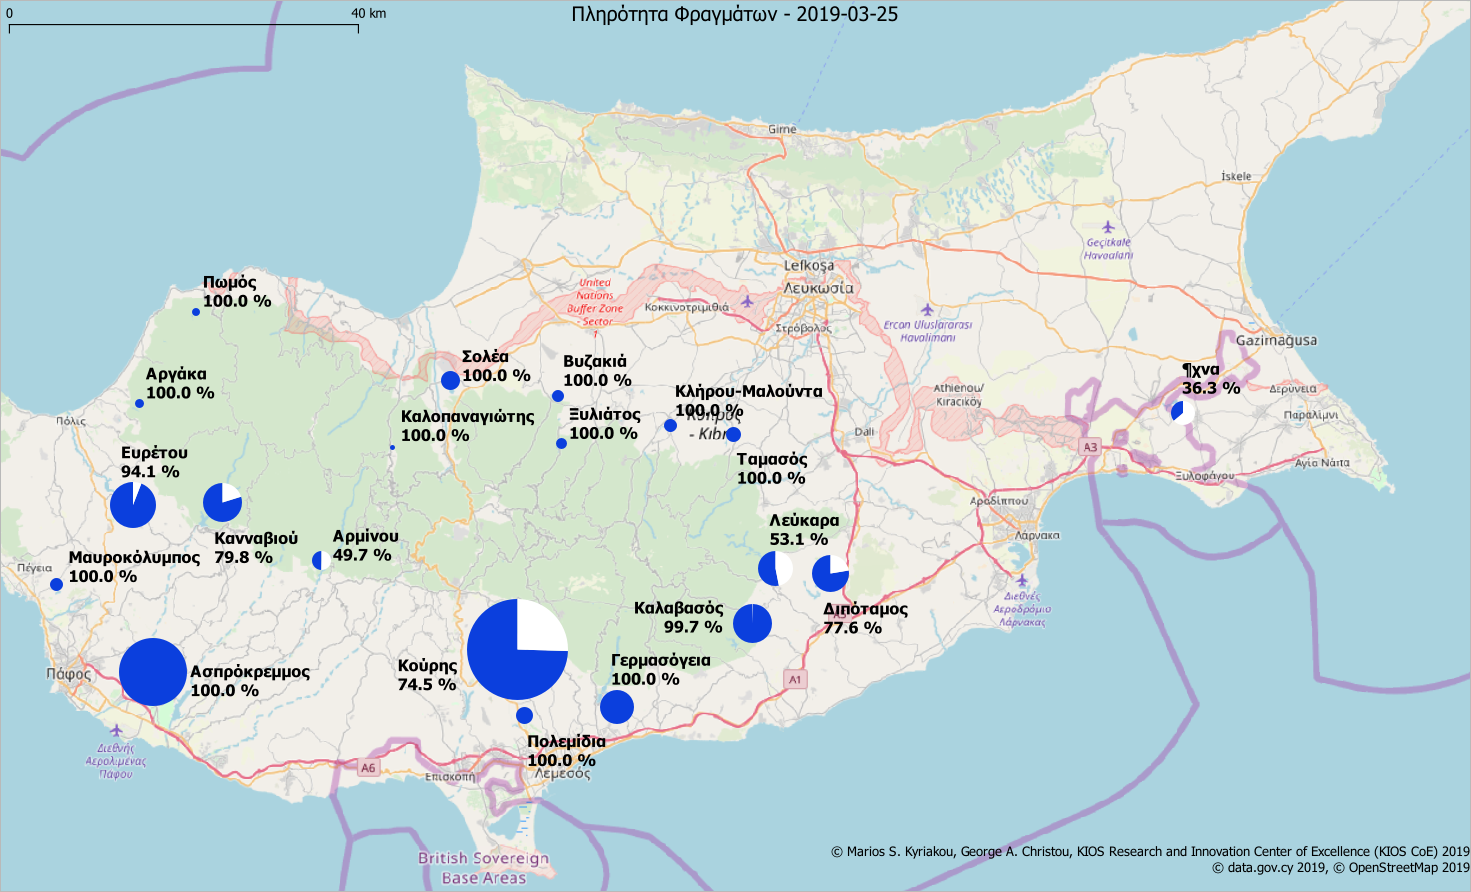 0
40 km
Πληρότητα Φραγμάτων - 2019-03-25
Girne
İskele
Geçitkale
Havaalanı
Lefkoşa
Λευκωσία
United
Nations
Buffer Zone
- Sector
1
Κοκκινοτριμιθιά
Στρόβολος
Ercan Uluslararası
Havalimanı
Gazimağusa
Πωμός
100.0 %
Σολέα
100.0 %
Βυζακιά
100.0 %
¶χνα
36.3 %
Αργάκα
100.0 %
Κλήρου-Μαλούντα
100.0 %
Κύπρος
- Kıbrıs
Athienou/
Kıracıköy
Δερύνεια
Παραλίμνι
Πόλις
Καλοπαναγιώτης
100.0 %
Ξυλιάτος
100.0 %
Dali
A3
Ευρέτου
94.1 %
Ταμασός
100.0 %
Ξυλοφάγου
Αγία Νάπα
Αραδίππου
Λάρνακα
Κανναβιού
79.8 %
Αρμίνου
49.7 %
Λεύκαρα
53.1 %
Μαυροκόλυμπος
100.0 %
Πέγεια
Διεθνές
Αεροδρόμιο
Λάρνακας
Καλαβασός
99.7 %
Διπόταμος
77.6 %
Πάφος
Ασπρόκρεμμος
100.0 %
Κούρης
74.5 %
Γερμασόγεια
100.0 %
A1
Διεθνής
Αερολιμένας
Πάφου
Πολεμίδια
100.0 %
Λεμεσός
A6
Επισκοπή
British Sovereign
Base Areas
© Marios S. Kyriakou, George A. Christou, KIOS Research and Innovation Center of Excellence (KIOS CoE) 2019
© data.gov.cy 2019, © OpenStreetMap 2019